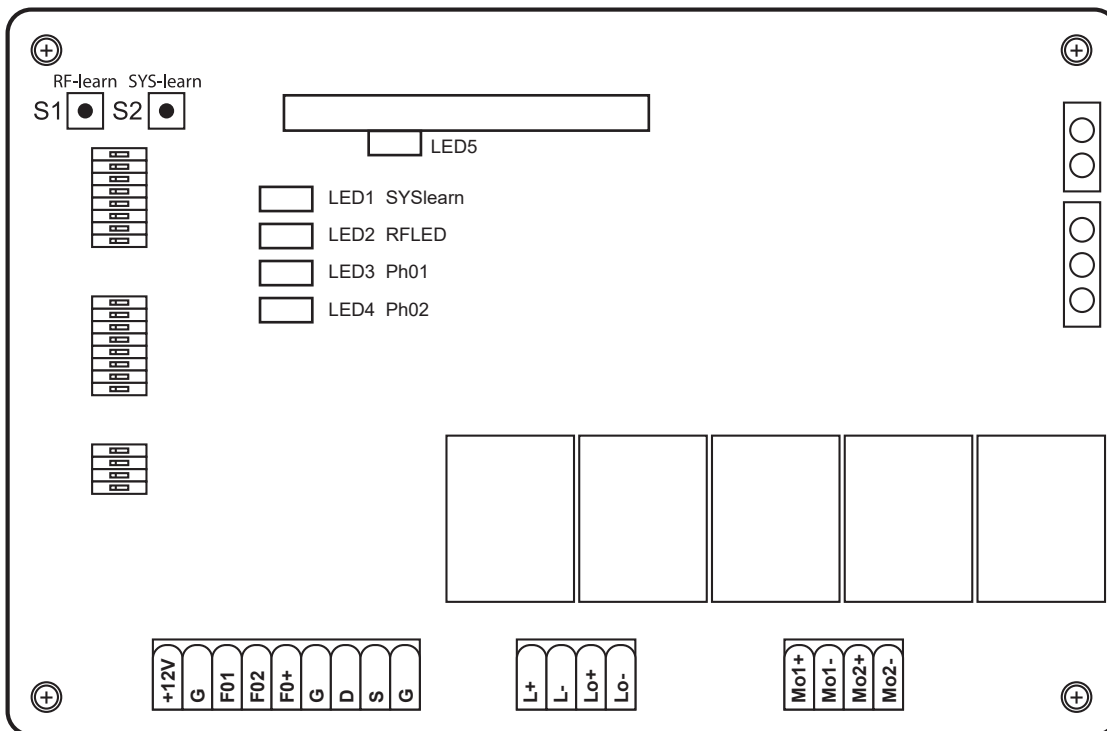 RF-learn SYS-learn
S1 S2
LED5
LED1 SYSlearn
LED2 RFLED
LED3 Ph01
LED4 Ph02
+12V G F01 F02 F0+ G D S G
L+ L- Lo+ Lo-
Mo1+ Mo1- Mo2+ Mo2-